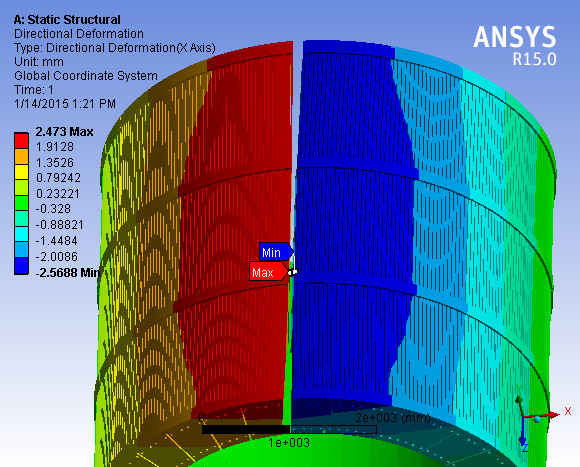 A: Static Structural
Directional Deformation
Type: Directional Deformation(X Axis)
Unit: mm
Global Coordinate System
Time: 1
1/14/2015 1:21 PM
ANSYS
R15.0
2.473 Max
1.9128
1.3526
0.79242
0.23221
-0.328
-0.88821
-1.4484
-2.0086
-2.5688 Min
Min
Max
2e+003 (mm)
1e+003
X
Z